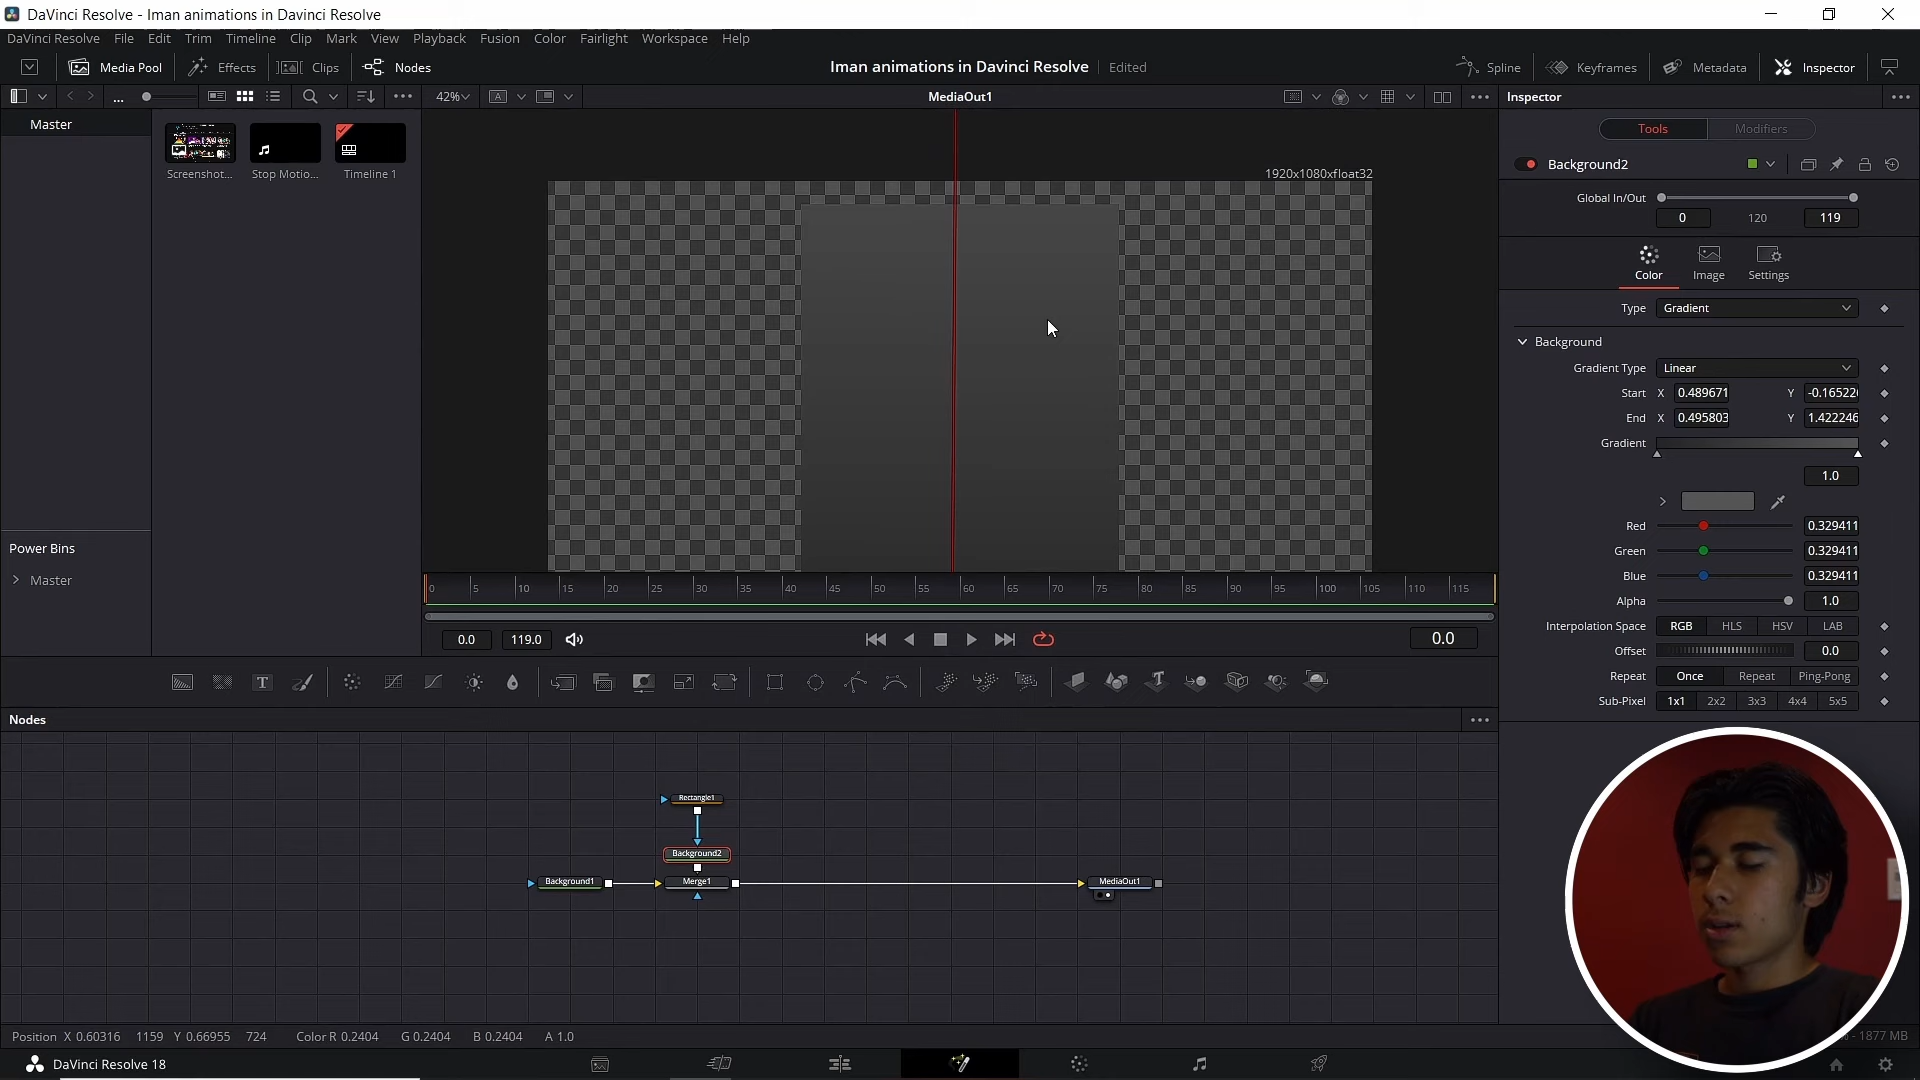 DaVinci Resolve - Iman animations in Davinci Resolve
DaVinci Resolve File Edit Trim Timeline Clip Mark View Playback Fusion Color Fairlight Workspace Help
Media Pool Effects Clips Nodes
Iman animations in Davinci Resolve Edited
Spline Keyframes Metadata Inspector
... 42% A MediaOut1
Inspector
Master
Screenshot... Stop Motio... Timeline 1
1920x1080xfloat32
Tools Modifiers
Background2
Global In/Out
0 120 119
Color Image Settings
Type Gradient
Background
Gradient Type Linear
Start X 0.489671 Y -0.16522
End X 0.495803 Y 1.422246
Gradient
1.0
Red 0.329411
Green 0.329411
Blue 0.329411
Alpha 1.0
Interpolation Space RGB HLS HSV LAB
Offset 0.0
Repeat Once Repeat Ping-Pong
Sub-Pixel 1x1 2x2 3x3 4x4 5x5
Power Bins
Master
0 5 10 15 20 25 30 35 40 45 50 55 60 65 70 75 80 85 90 95 100 105 110 115
0.0 119.0 0.0
T
Nodes
Rectangle1
Background2
Background1 Merge1 MediaOut1
Position X 0.60316 1159 Y 0.66955 724 Color R 0.2404 G 0.2404 B 0.2404 A 1.0
- 1877 MB
DaVinci Resolve 18